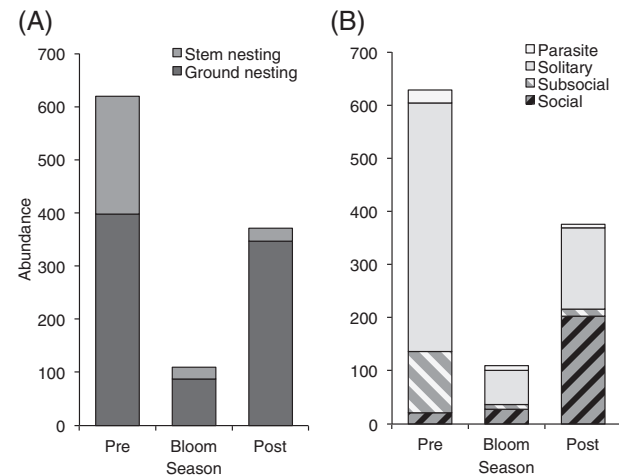 (A)
Stem nesting
Ground nesting
700
600
500
400
300
200
100
0
Abundance
Pre
Bloom
Post
Season
(B)
Parasite
Solitary
Subsocial
Social
700
600
500
400
300
200
100
0
Pre
Bloom
Post
Season